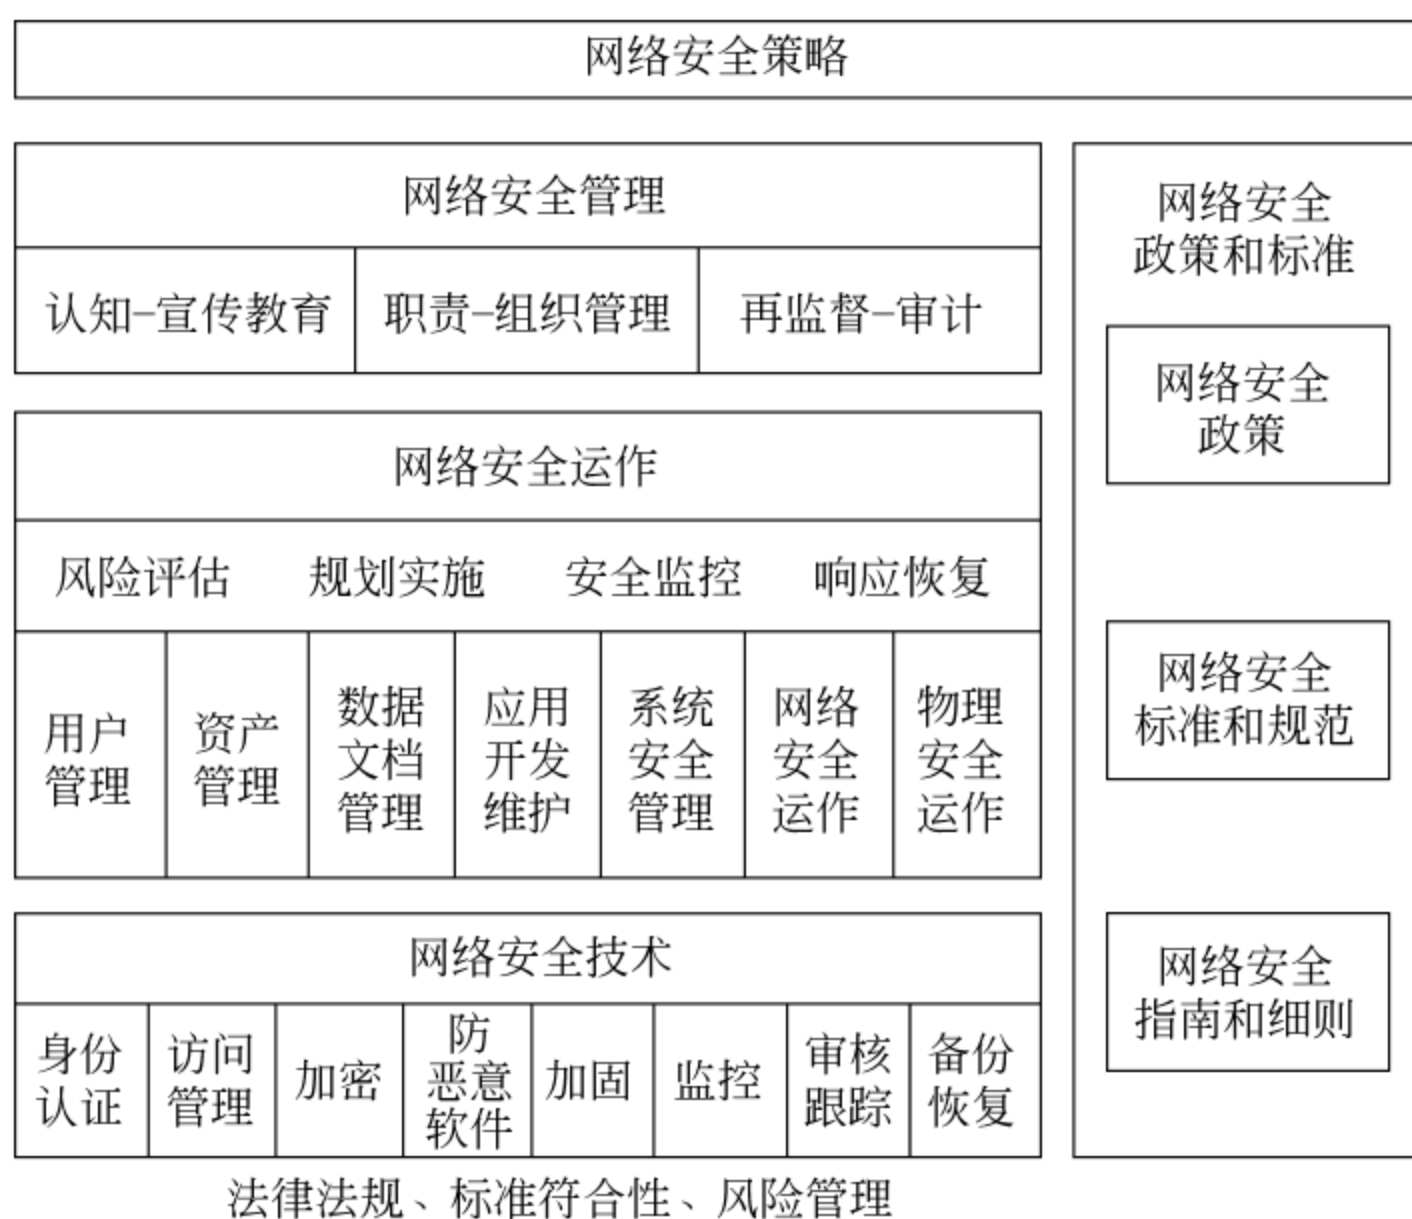 网络安全策略
网络安全管理
认知–宣传教育
职责–组织管理
再监督–审计
网络安全运作
风险评估
规划实施
安全监控
响应恢复
用户
管理
资产
管理
数据
文档
管理
应用
开发
维护
系统
安全
管理
网络
安全
运作
物理
安全
运作
网络安全技术
身份
认证
访问
管理
加密
防
恶意
软件
加固
监控
审核
跟踪
备份
恢复
网络安全
政策和标准
网络安全
政策
网络安全
标准和规范
网络安全
指南和细则
法律法规、标准符合性、风险管理